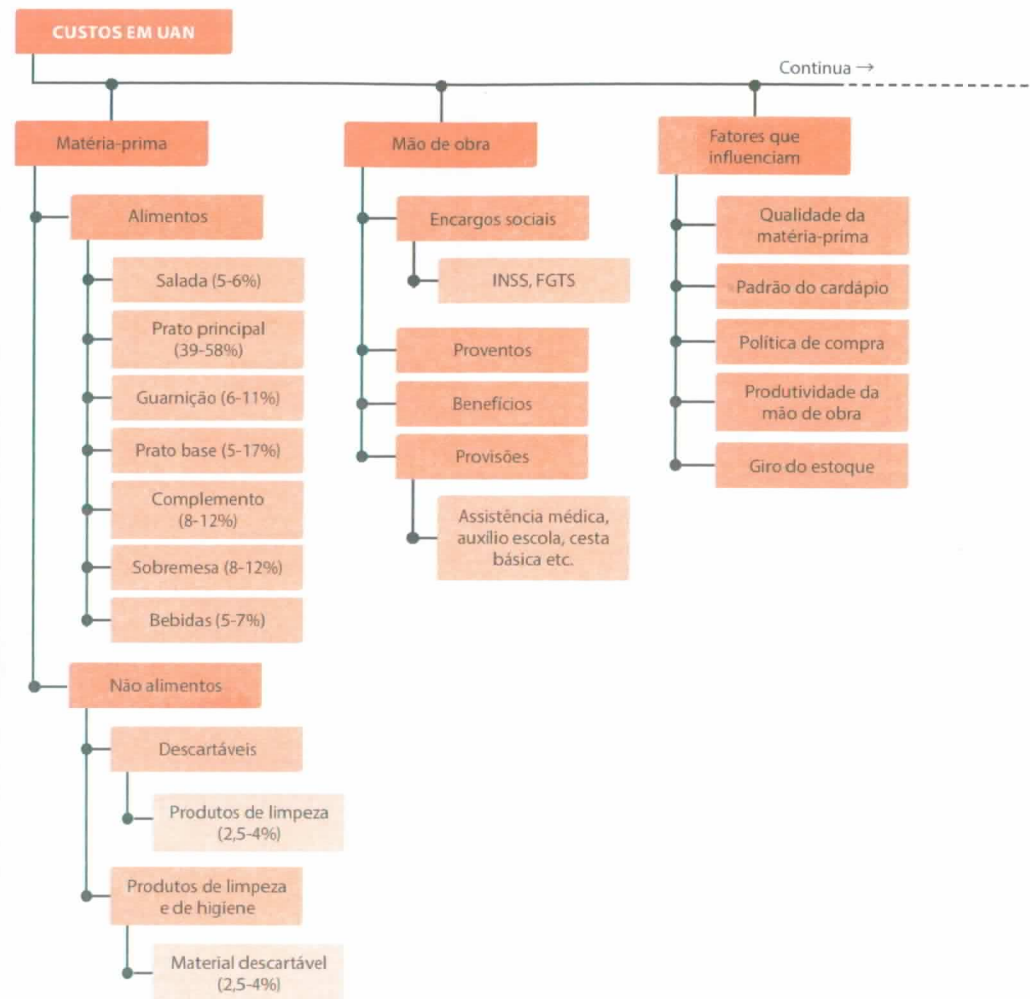 CUSTOS EM UAN
Continua →
Matéria-prima
Alimentos
Salada (5-6%)
Prato principal
(39-58%)
Guarnição (6-11%)
Prato base (5-17%)
Complemento
(8-12%)
Sobremesa (8-12%)
Bebidas (5-7%)
Não alimentos
Descartáveis
Produtos de limpeza
(2,5-4%)
Produtos de limpeza
e de higiene
Material descartável
(2,5-4%)
Mão de obra
Encargos sociais
INSS, FGTS
Proventos
Benefícios
Provisões
Assistência médica,
auxílio escola, cesta
básica etc.
Fatores que
influenciam
Qualidade da
matéria-prima
Padrão do cardápio
Política de compra
Produtividade da
mão de obra
Giro do estoque